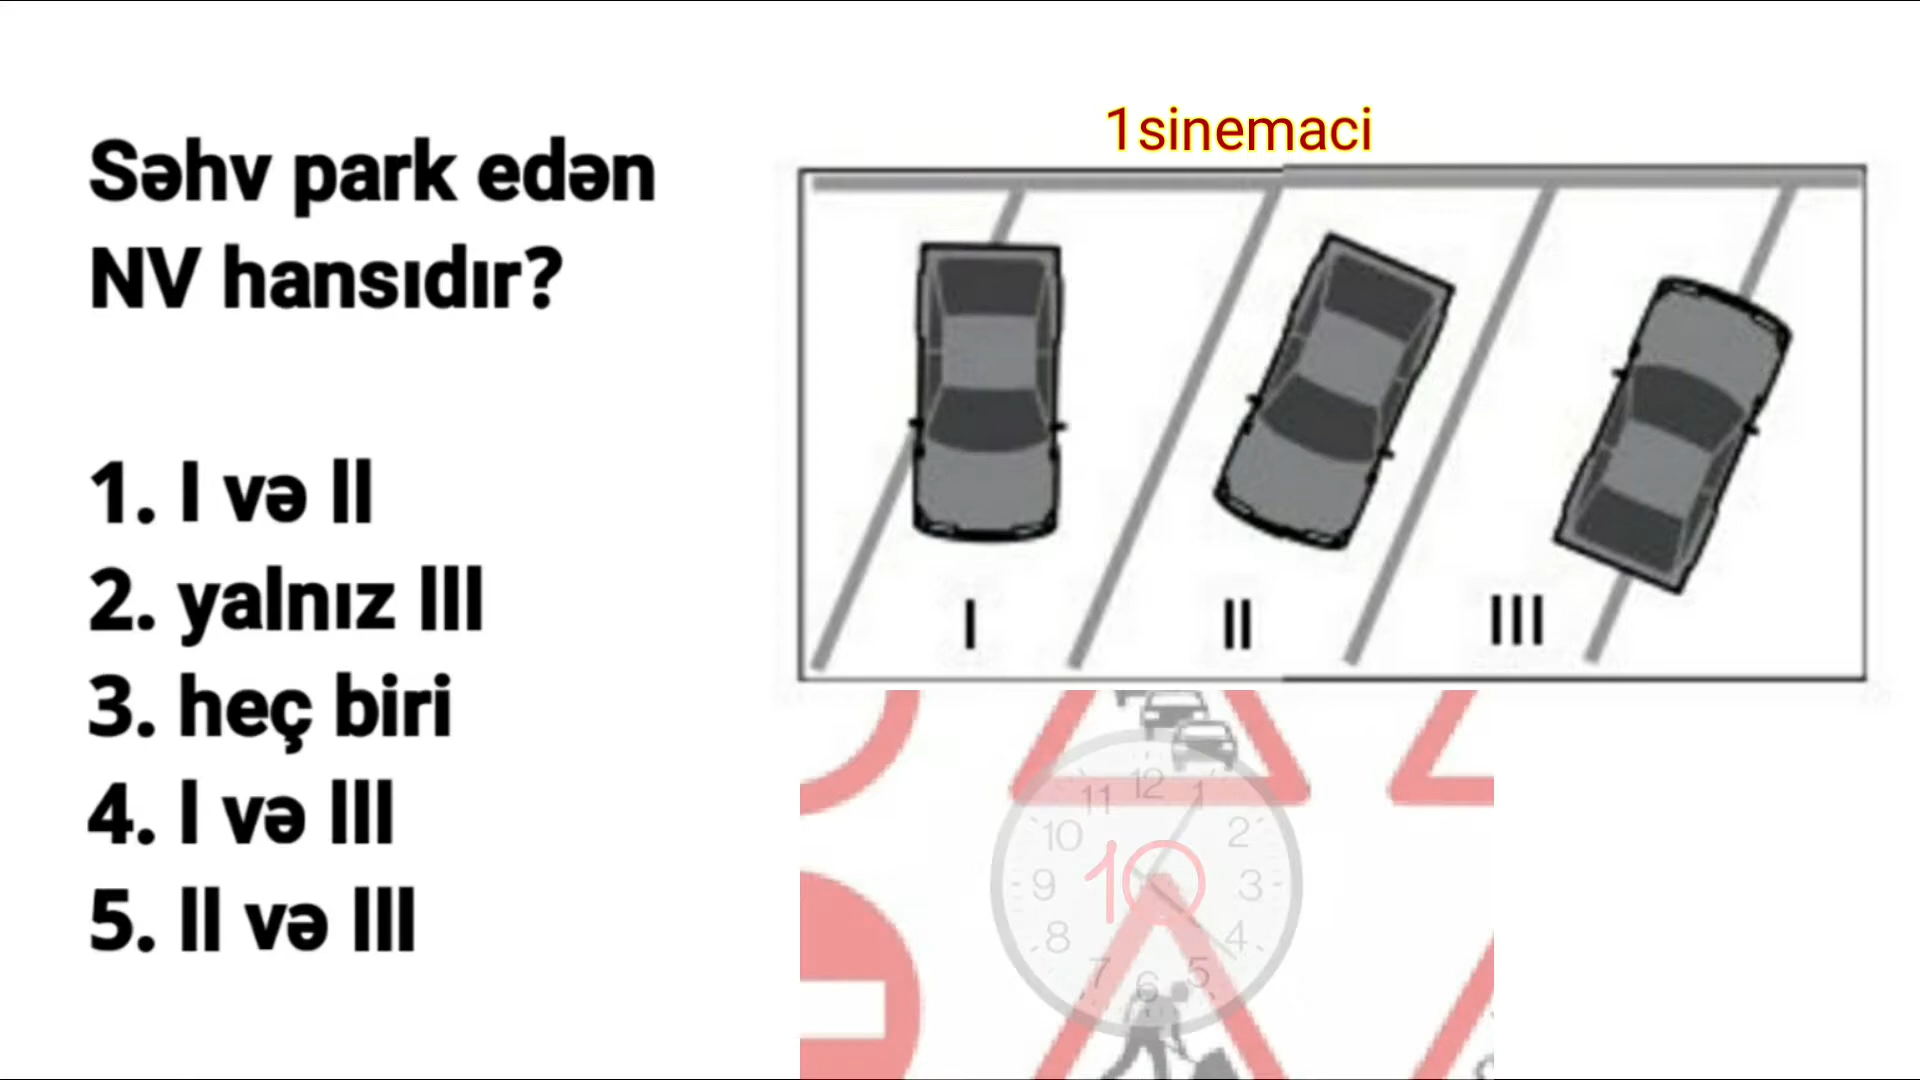 1sinemaci
Səhv park edən
NV hansıdır?
1. I və II
2. yalnız III
3. heç biri
4. I və III
5. II və III
I
II
III
12
11
1
10
2
10
9
3
8
4
7
5
6